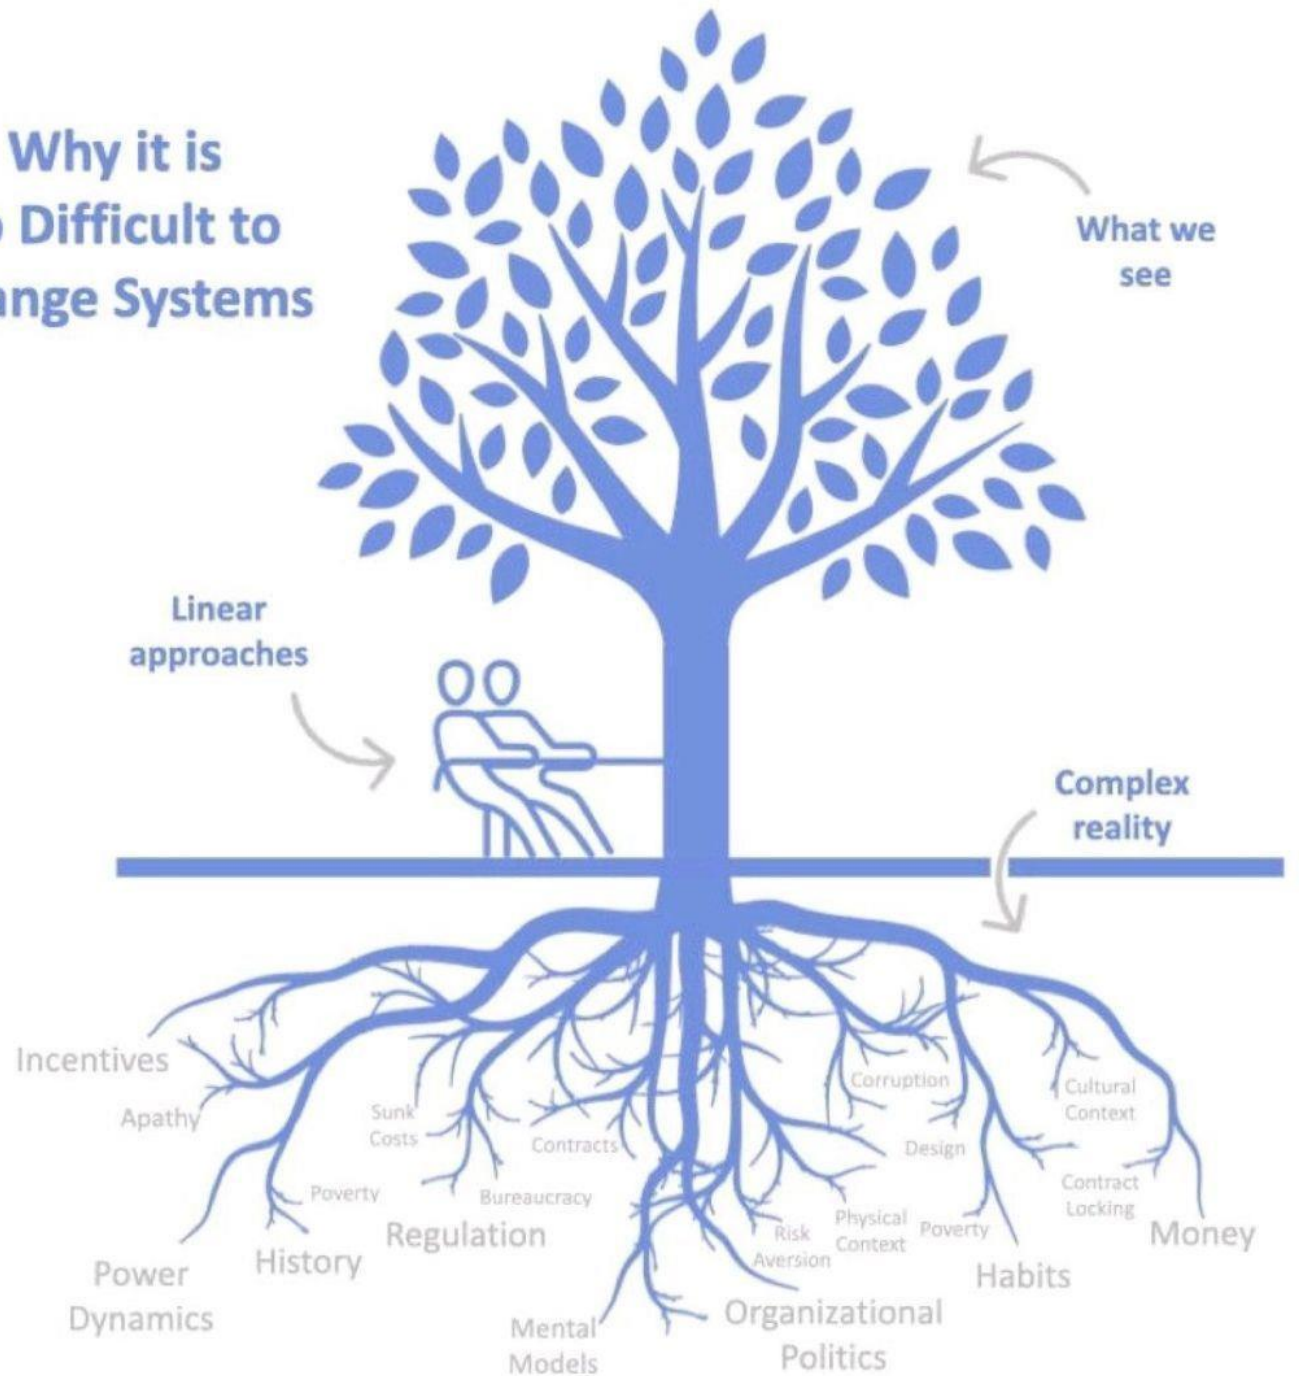 Why it is
Difficult to
ange Systems
What we
see
Linear
approaches
Complex
reality
Incentives
Apathy
Sunk
Costs
Contracts
Corruption
Cultural
Context
Design
Poverty
Bureaucracy
Regulation
Contract
Locking
Risk
Aversion
Physical
Context
Poverty
Money
History
Power
Dynamics
Habits
Mental
Models
Organizational
Politics